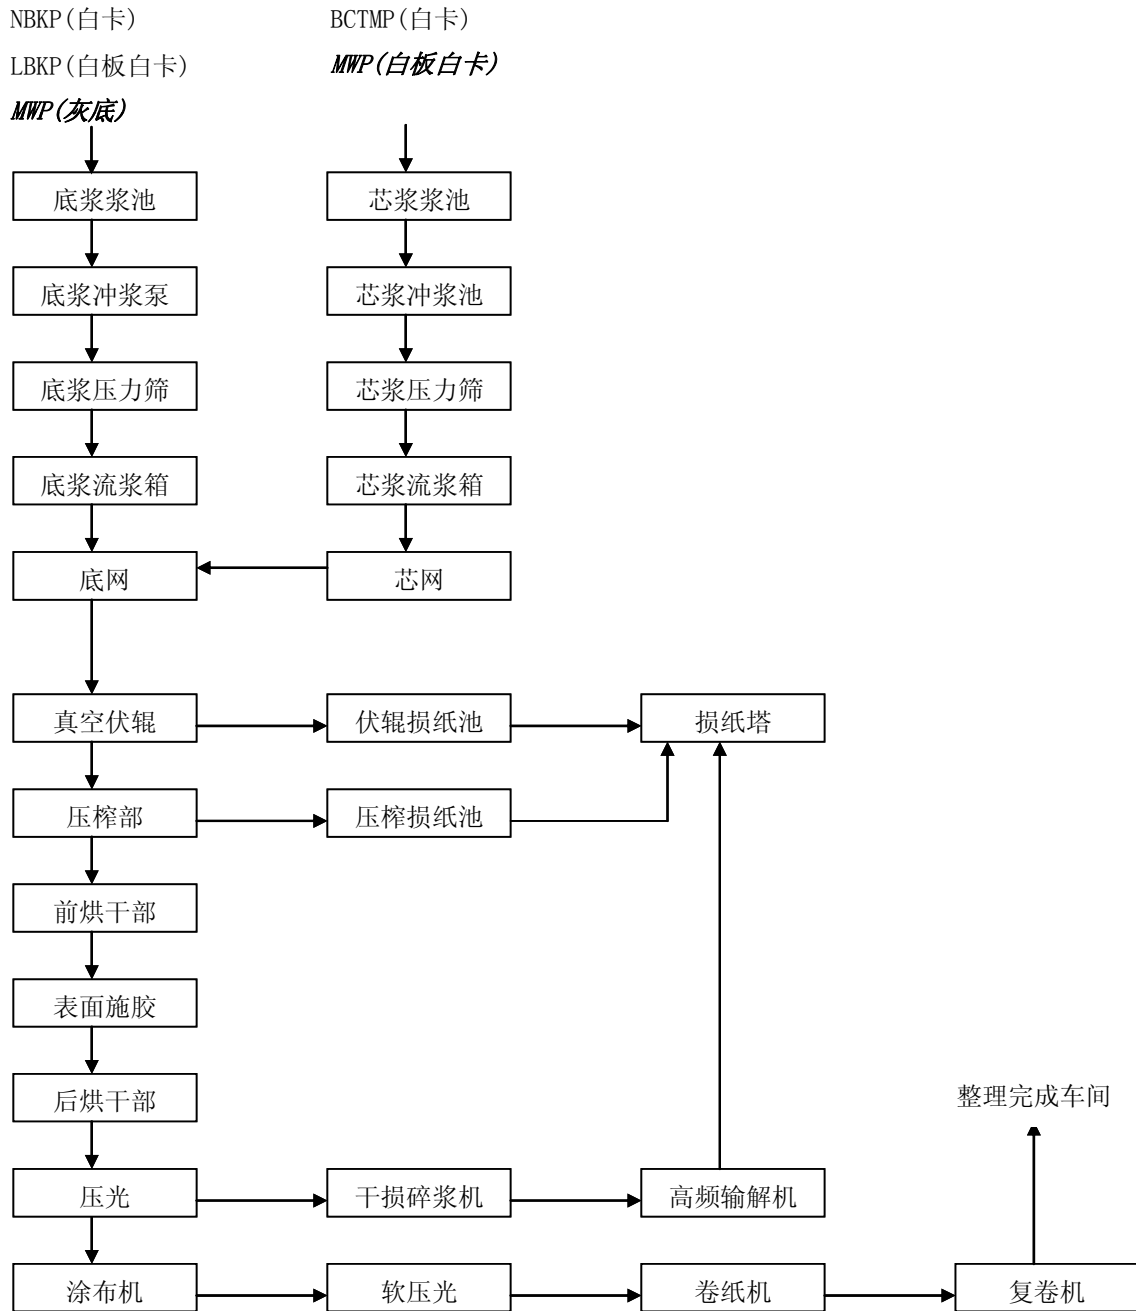 NBKP(白卡)
BCTMP(白卡)
LBKP(白板白卡)
MWP(白板白卡)
MWP(灰底)
底浆浆池
芯浆浆池
底浆冲浆泵
芯浆冲浆池
底浆压力筛
芯浆压力筛
底浆流浆箱
芯浆流浆箱
底网
芯网
真空伏辊
伏辊损纸池
损纸塔
压榨部
压榨损纸池
前烘干部
表面施胶
后烘干部
整理完成车间
压光
干损碎浆机
高频输解机
涂布机
软压光
卷纸机
复卷机